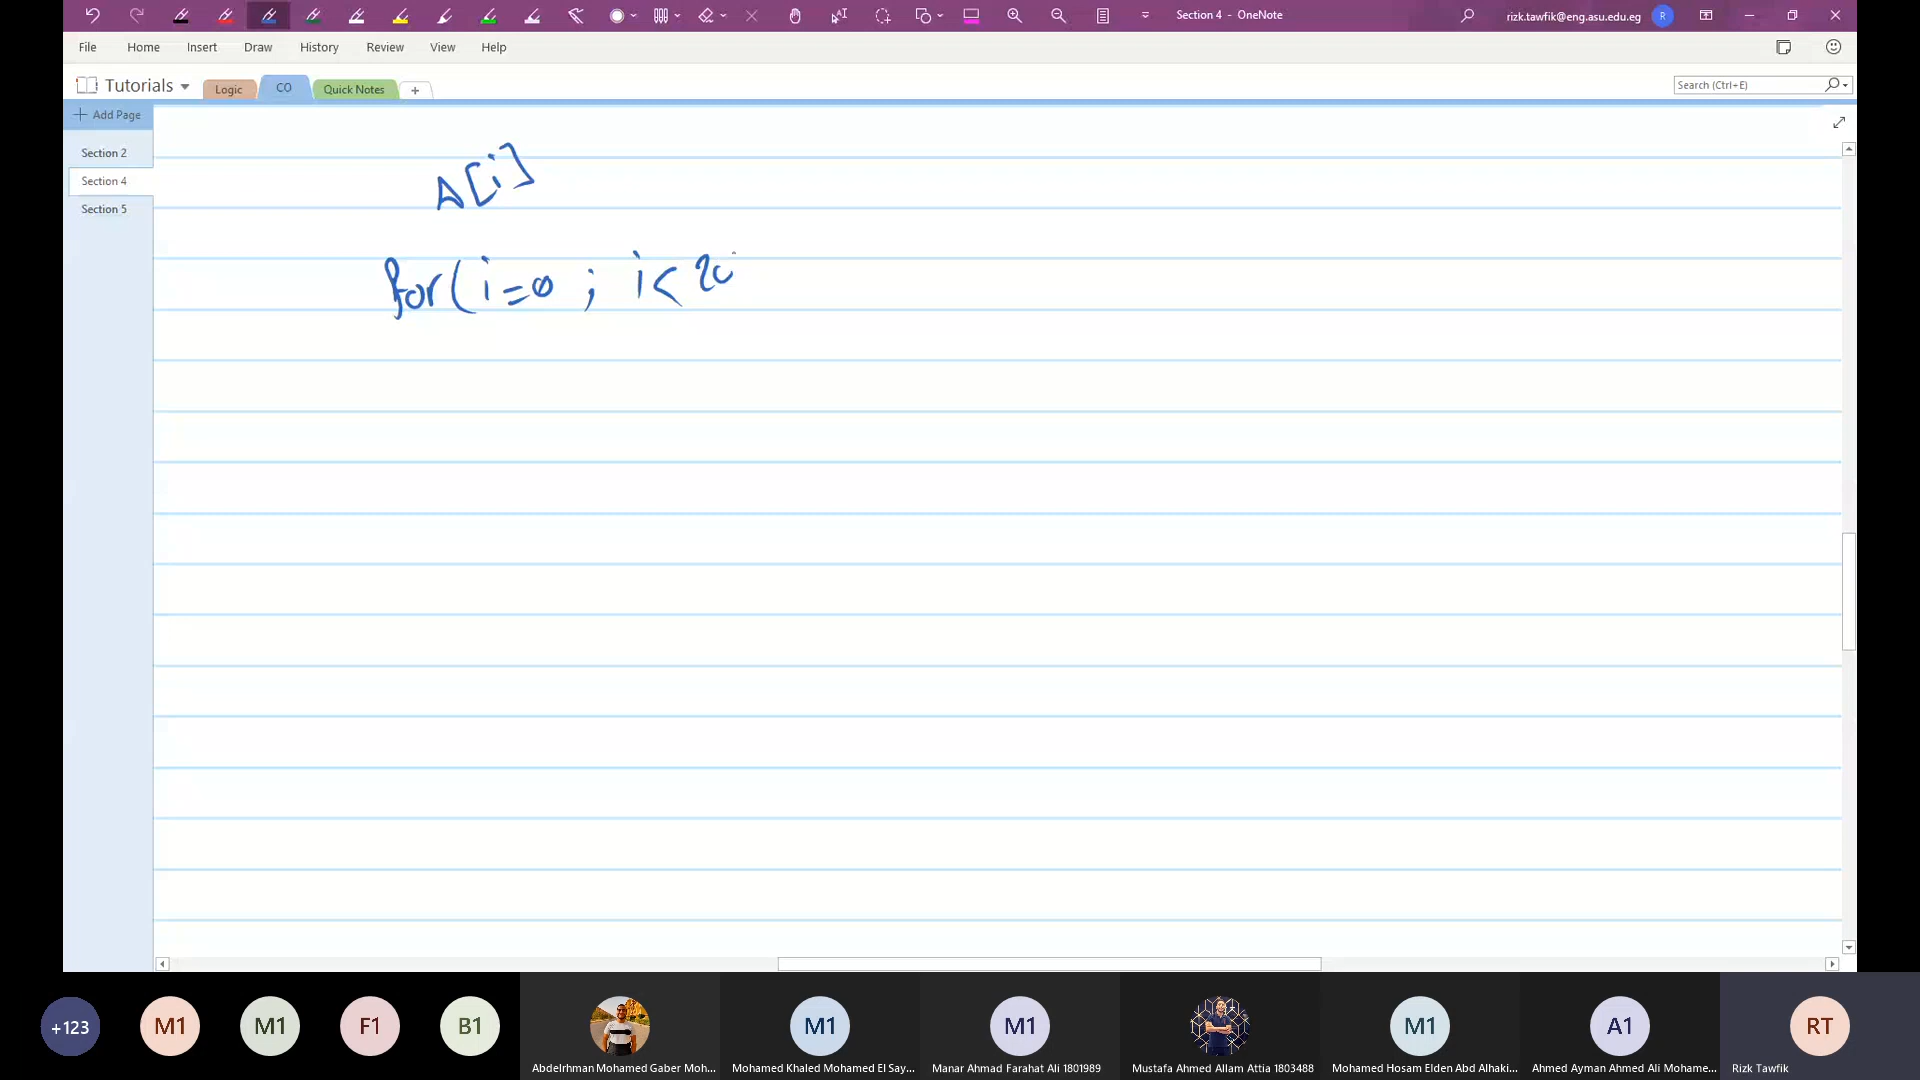 Section 4 - OneNote
rizk.tawfik@eng.asu.edu.eg
R
File Home Insert Draw History Review View Help
Tutorials
Logic
CO
Quick Notes
+
Search (Ctrl+E)
Add Page
Section 2
Section 4
Section 5
A[i]
for(i=0 ; i<20
+123
M1
M1
F1
B1
M1
M1
M1
A1
RT
Abdelrhman Mohamed Gaber Moh...
Mohamed Khaled Mohamed El Say...
Manar Ahmad Farahat Ali 1801989
Mustafa Ahmed Allam Attia 1803488
Mohamed Hosam Elden Abd Alhaki...
Ahmed Ayman Ahmed Ali Mohame...
Rizk Tawfik